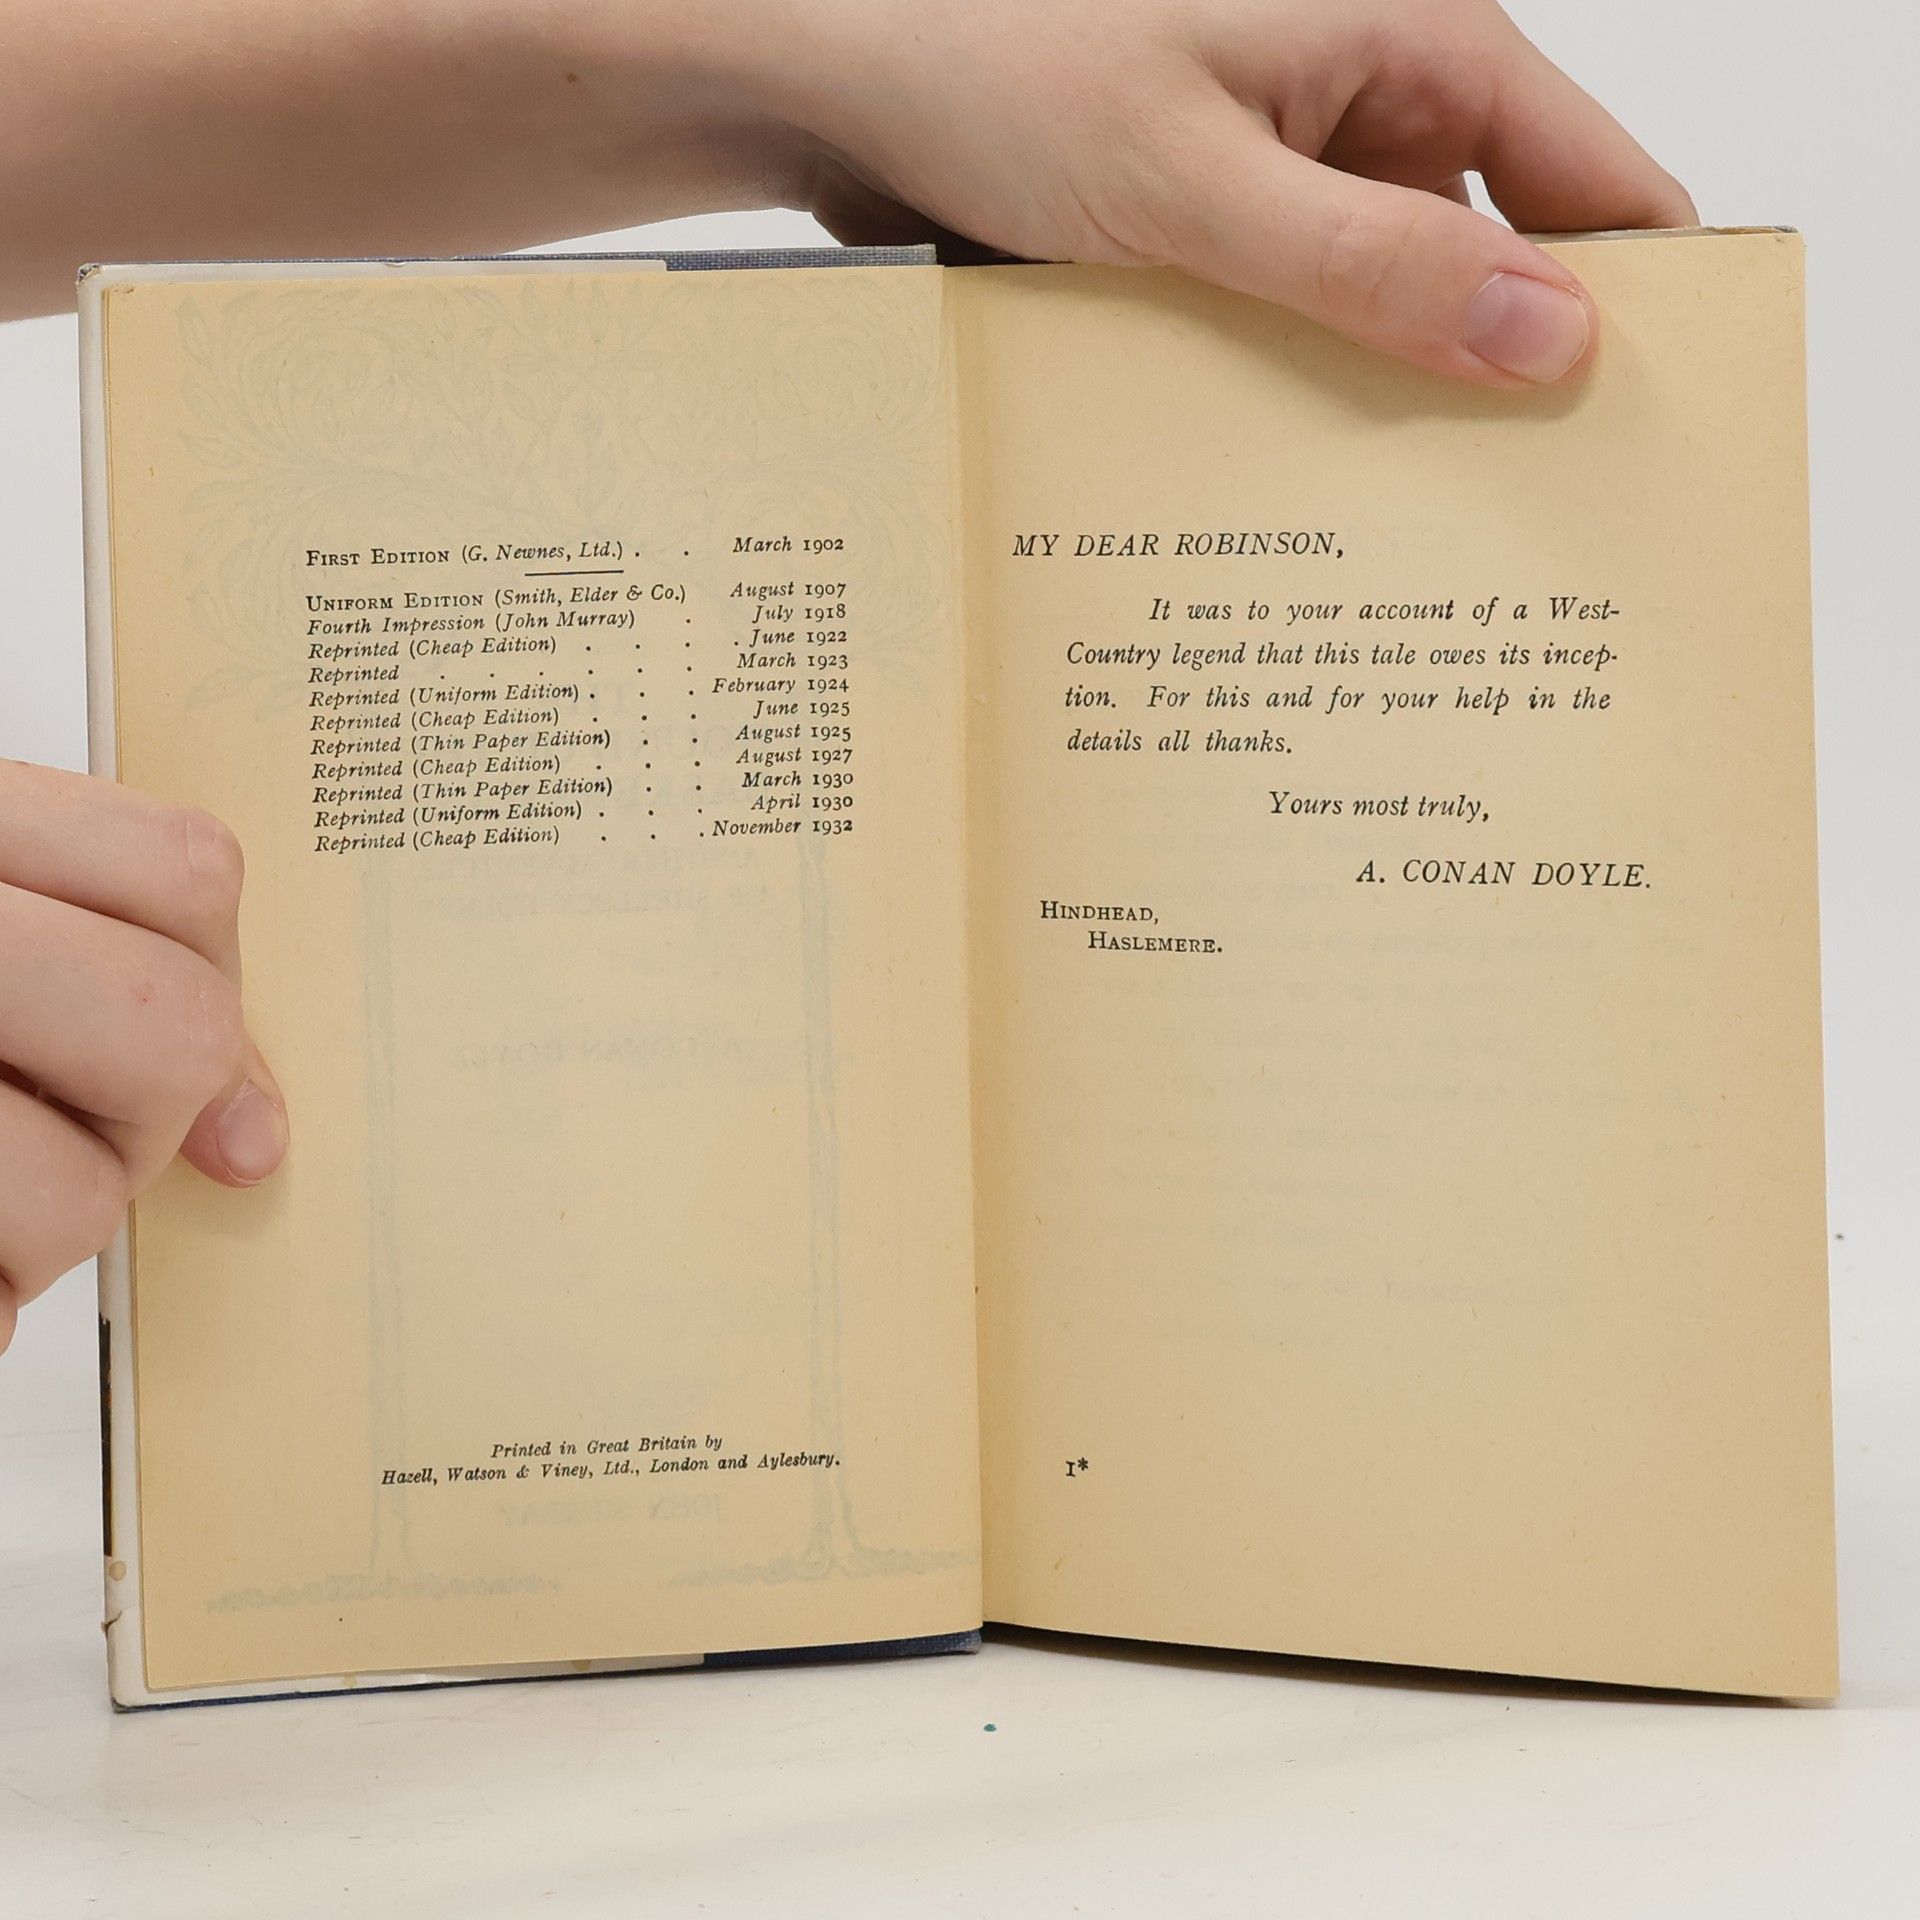 FIRST EDITION (G. Newnes, Ltd.) . . March 1902
UNIFORM EDITION (Smith, Elder & Co.) August 1907
Fourth Impression (John Murray) . July 1918
Reprinted (Cheap Edition) . . . . June 1922
Reprinted . . . . . . March 1923
Reprinted (Uniform Edition) . . . February 1924
Reprinted (Cheap Edition) . . . June 1925
Reprinted (Thin Paper Edition) . . August 1925
Reprinted (Cheap Edition) . . . August 1927
Reprinted (Thin Paper Edition) . . March 1930
Reprinted (Uniform Edition) . . . April 1930
Reprinted (Cheap Edition) . . . November 1932
Printed in Great Britain by
Hazell, Watson & Viney, Ltd., London and Aylesbury.
MY DEAR ROBINSON,
It was to your account of a West-
Country legend that this tale owes its incep-
tion. For this and for your help in the
details all thanks.
Yours most truly,
A. CONAN DOYLE.
HINDHEAD,
HASLEMERE.
1*